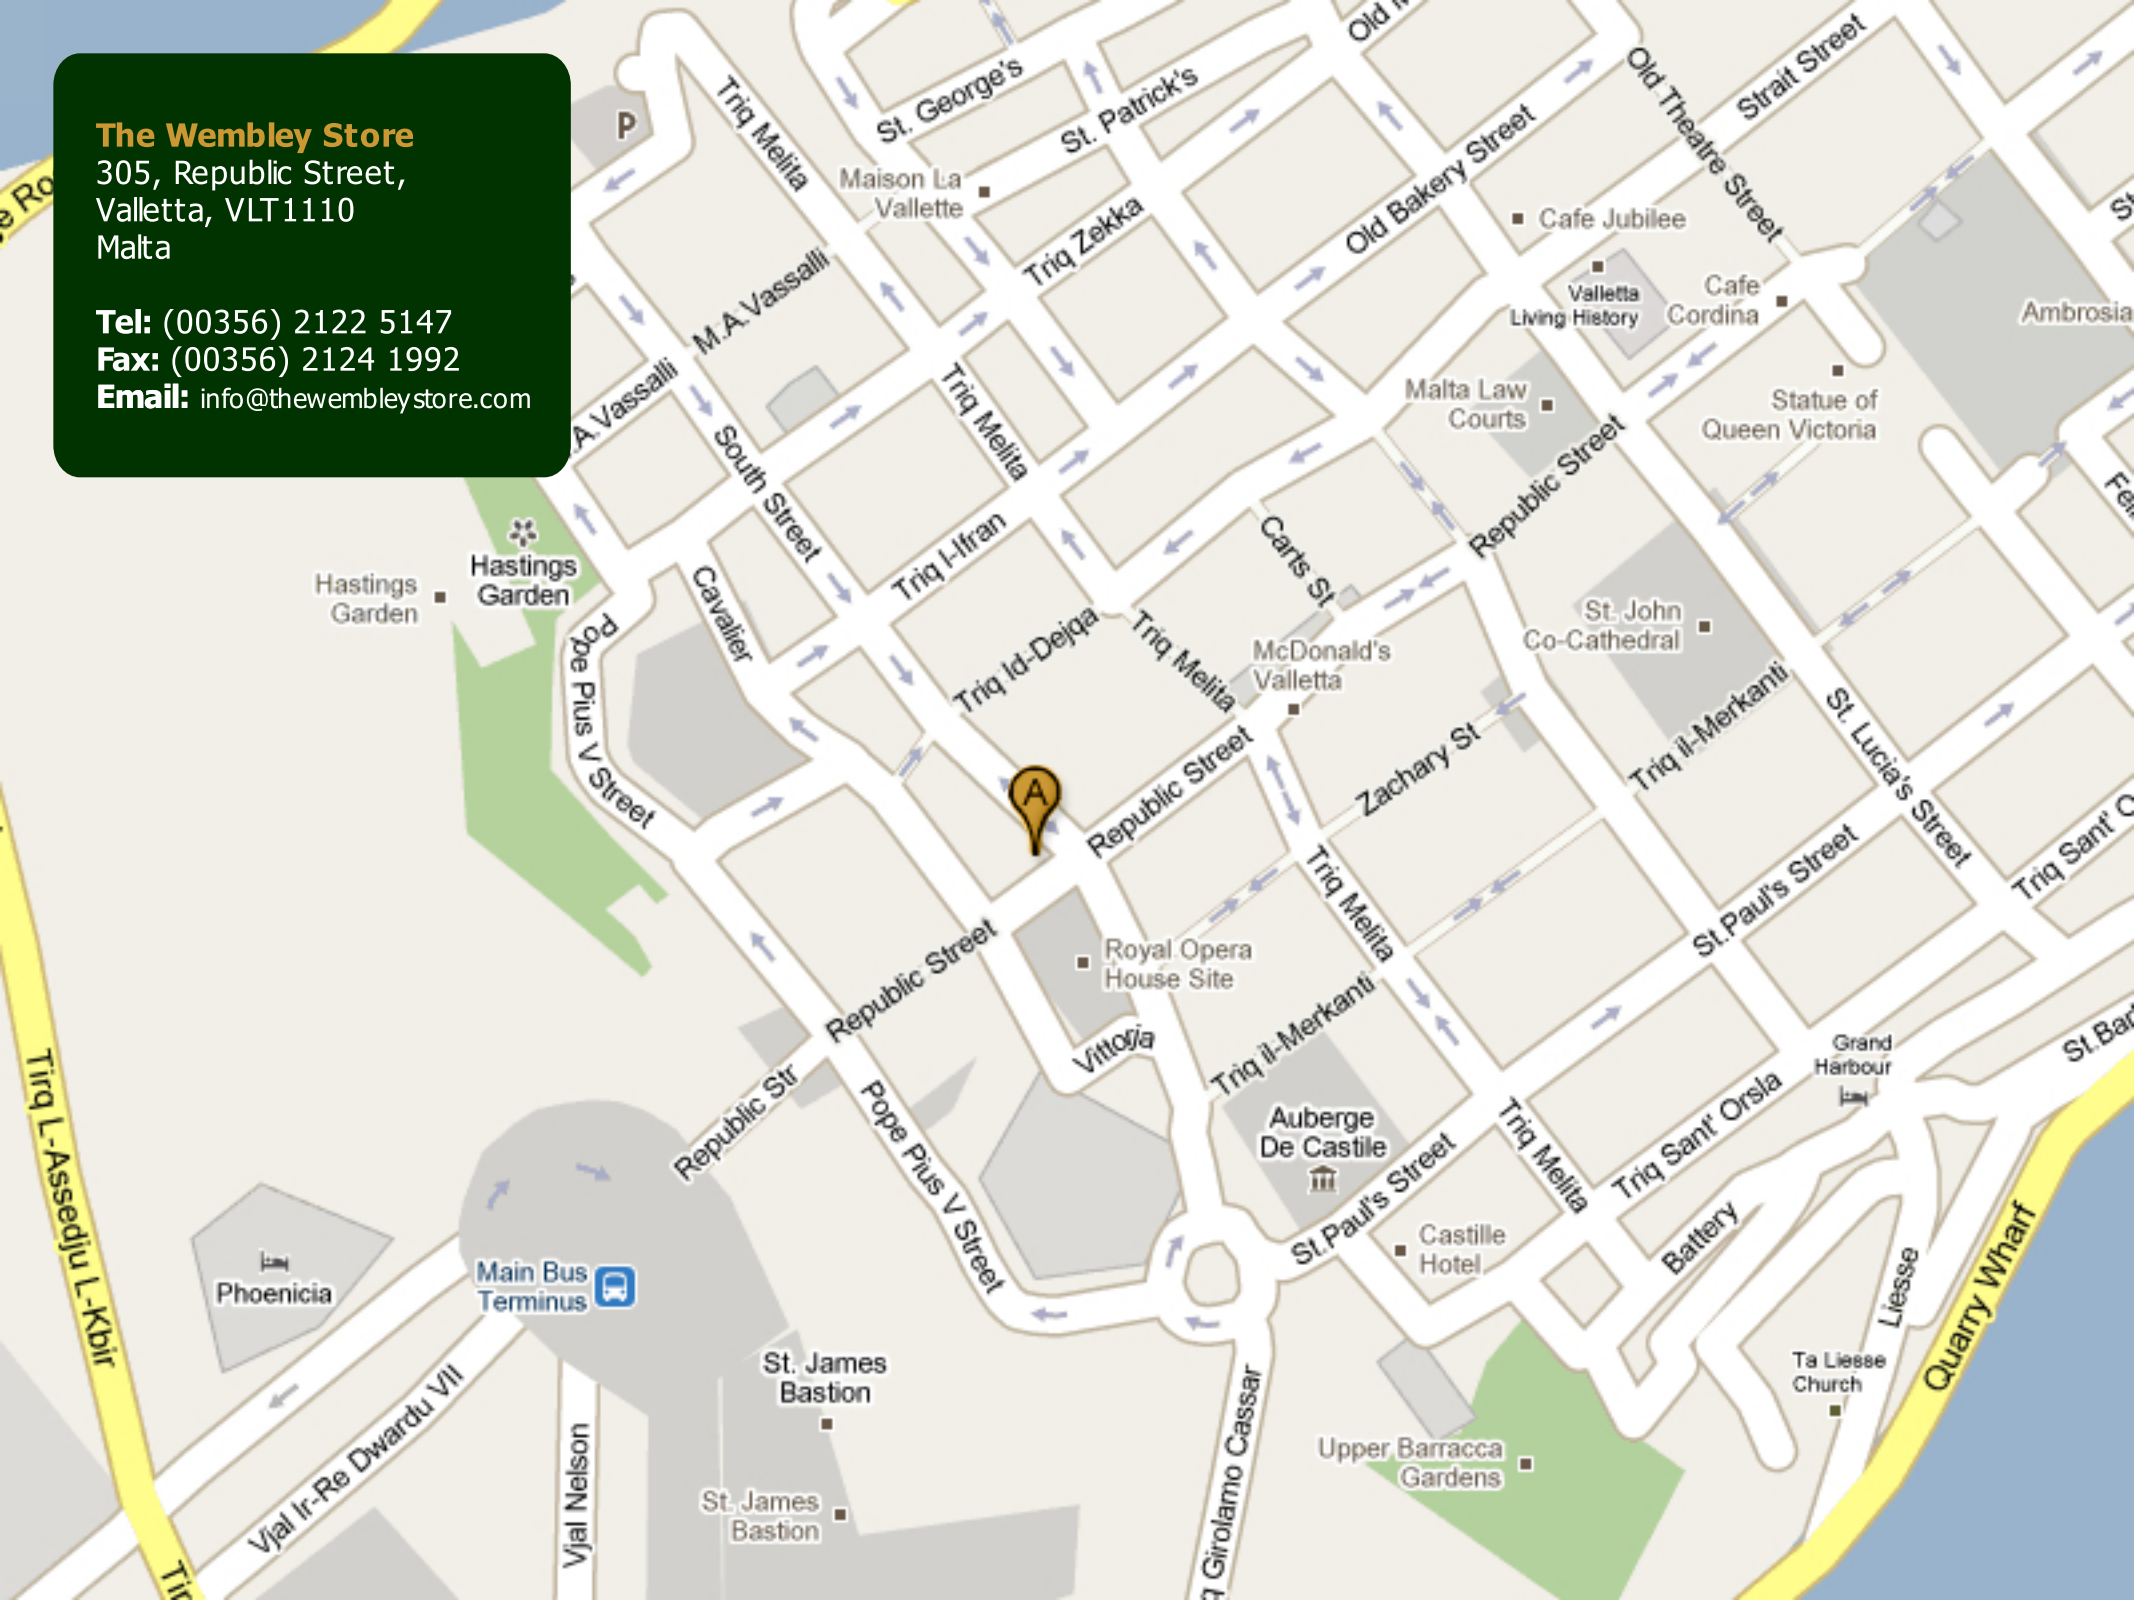 The Wembley Store
305, Republic Street,
Valletta, VLT1110
Malta
Tel: (00356) 2122 5147
Fax: (00356) 2124 1992
Email: info@thewembleystore.com
P
Triq Melita
St. George's
St. Patrick's
Old
Old Theatre Street
Strait Street
Maison La
Vallette
Triq Zekka
Old Bakery Street
Cafe Jubilee
Valletta
Living History
Cafe
Cordina
Ambrosia
M.A.Vassalli
A.Vassalli
Triq Melita
Malta Law
Courts
Statue of
Queen Victoria
South Street
Republic Street
Hastings
Garden
Hastings
Garden
Triq l-Ifran
Carts St
Cavalier
Pope Pius V Street
Triq Id-Dejqa
Triq Melita
McDonald's
Valletta
St. John
Co-Cathedral
Triq il-Merkanti
St. Lucia's Street
Zachary St
A
Republic Street
Triq Melita
St.Paul's Street
Triq Sant'
Republic Street
Royal Opera
House Site
Vittorja
Triq il-Merkanti
Republic Str
Pope Pius V Street
Auberge
De Castile
St.Paul's Street
Triq Melita
Triq Sant' Orsla
Grand
Harbour
Tirq L-Assedju L-Kbir
Phoenicia
Main Bus
Terminus
Castille
Hotel
Battery
Liesse
Quarry Wharf
St. James
Bastion
Ta Liesse
Church
Vjal Ir-Re Dwardu VII
Vjal Nelson
St. James
Bastion
Girolamo Cassar
Upper Barracca
Gardens